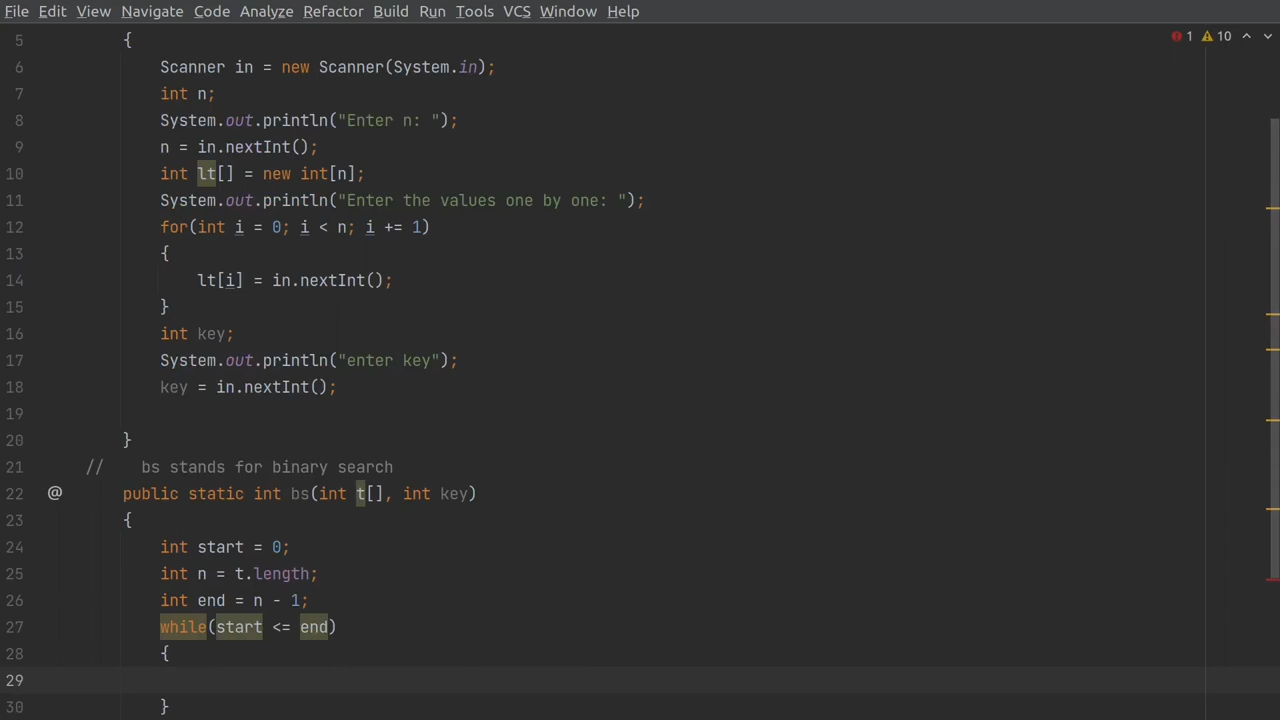 File Edit View Navigate Code Analyze Refactor Build Run Tools VCS Window Help
1 10
5 {
6 Scanner in = new Scanner(System.in);
7 int n;
8 System.out.println("Enter n: ");
9 n = in.nextInt();
10 int lt[] = new int[n];
11 System.out.println("Enter the values one by one: ");
12 for(int i = 0; i < n; i += 1)
13 {
14 lt[i] = in.nextInt();
15 }
16 int key;
17 System.out.println("enter key");
18 key = in.nextInt();
19
20 }
21 // bs stands for binary search
22 @ public static int bs(int t[], int key)
23 {
24 int start = 0;
25 int n = t.length;
26 int end = n - 1;
27 while(start <= end)
28 {
29
30 }